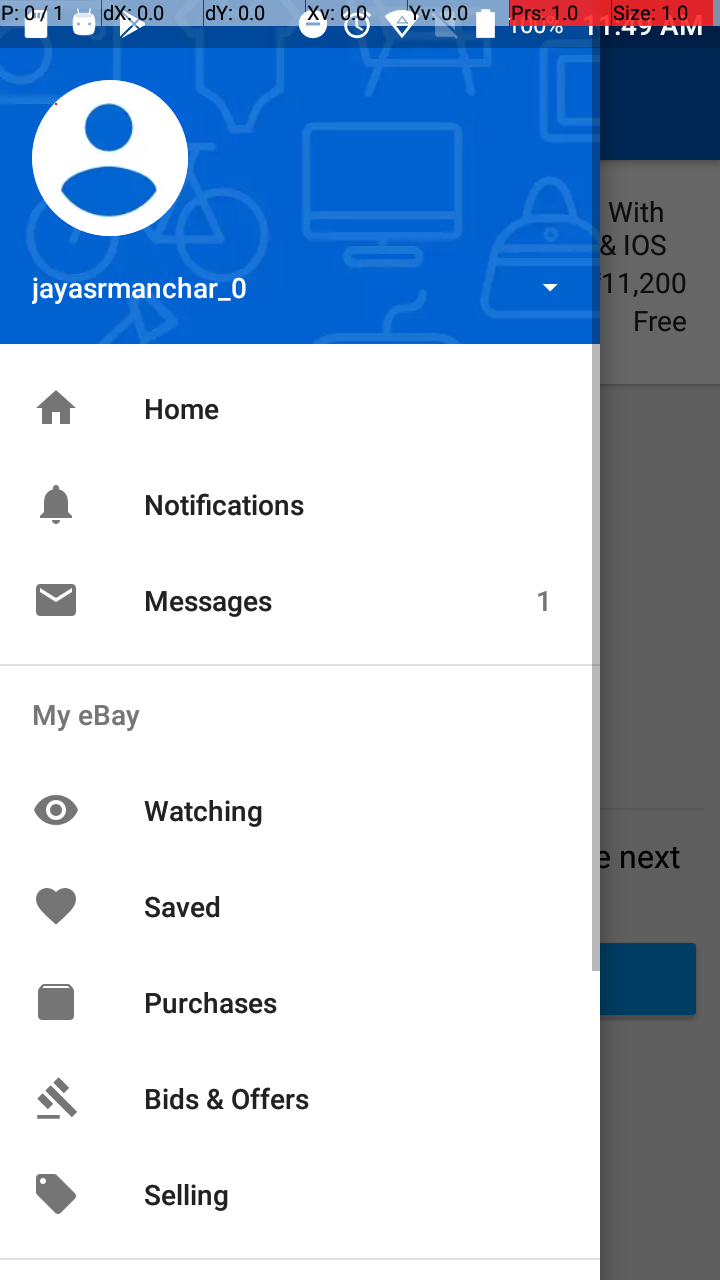 P: 0 / 1 dX: 0.0 dY: 0.0 Xv: 0.0 Yv: 0.0 Prs: 1.0 Size: 1.0
100% 11:49 AM
With
& IOS
11,200
Free
jayasrmanchar_0
Home
Notifications
Messages 1
My eBay
Watching
e next
Saved
Purchases
Bids & Offers
Selling